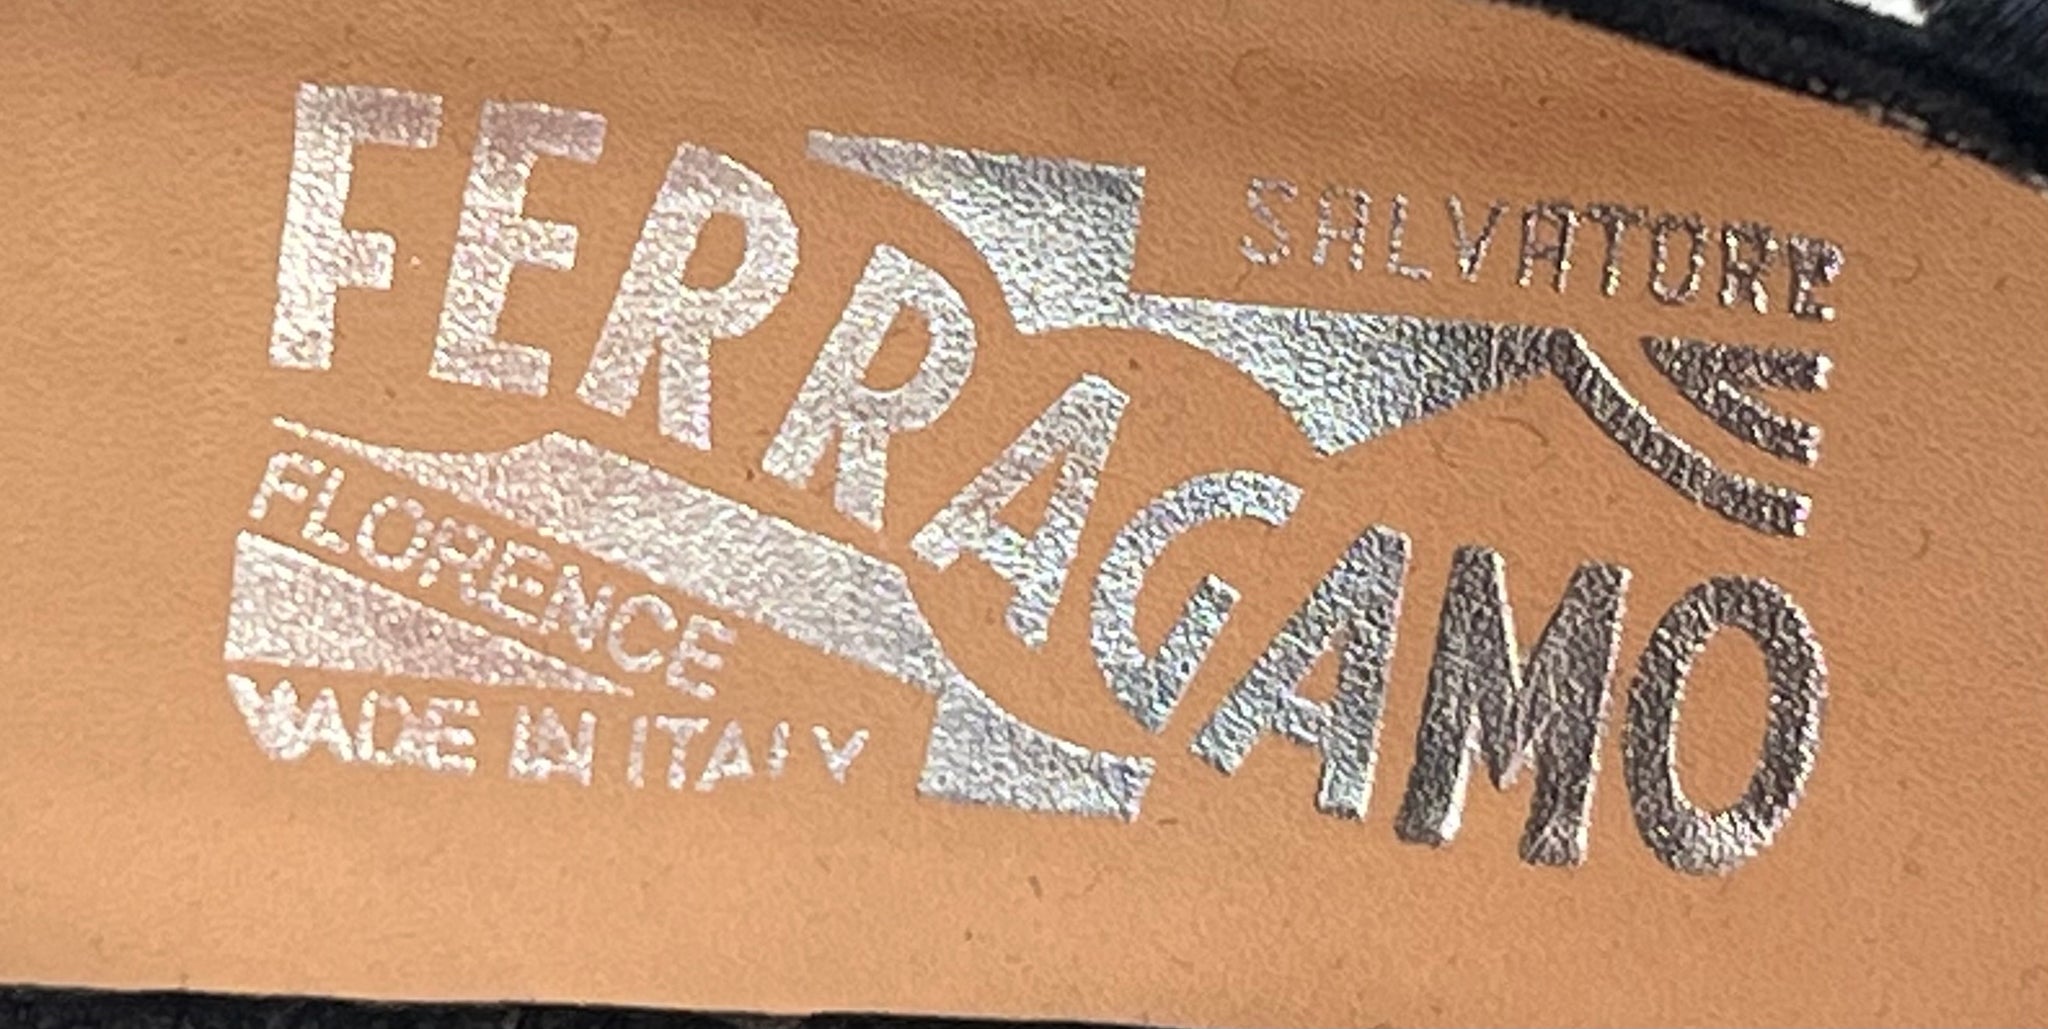 SALVATORE
FERRAGAMO
FLORENCE
MADE IN ITALY